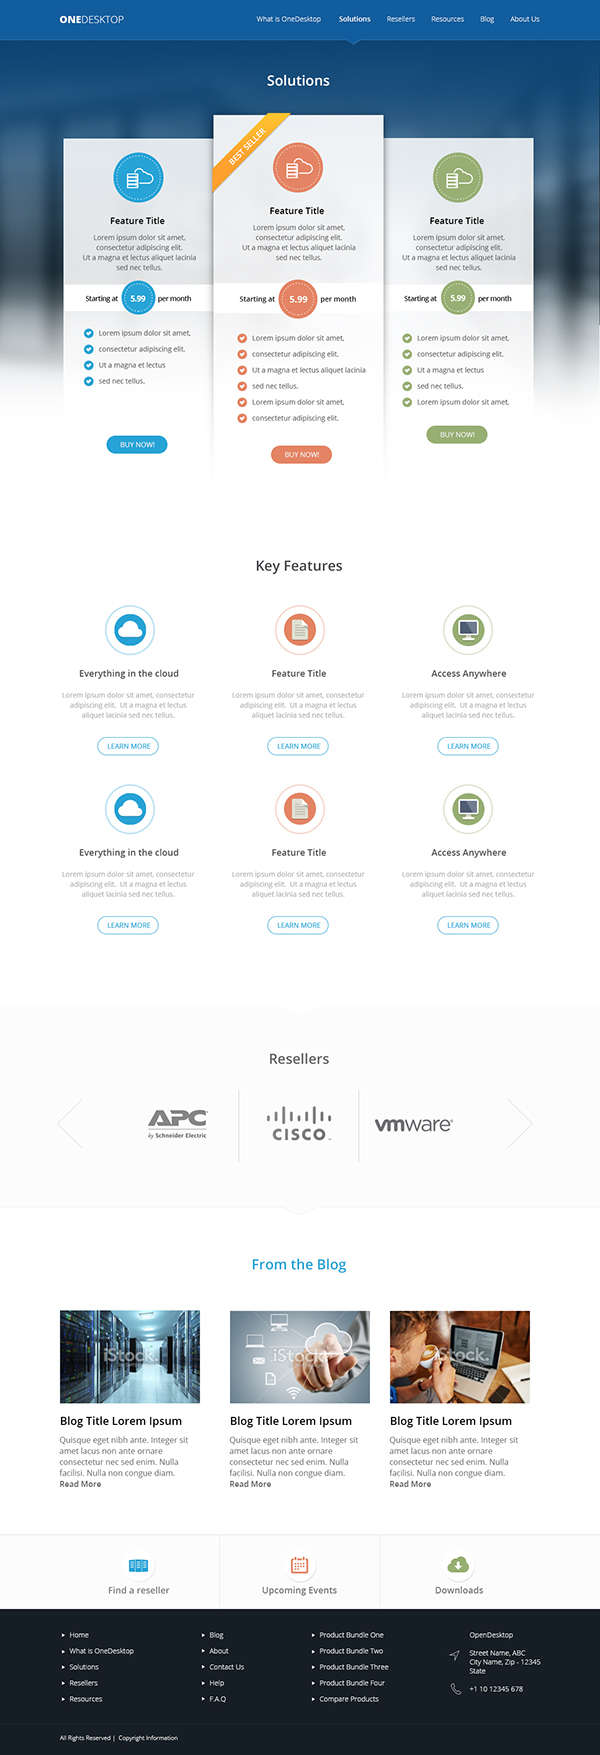 ONEDESKTOP
What is OneDesktop
Solutions
Resellers
Resources
Blog
About Us
Solutions
Feature Title
Lorem ipsum dolor sit amet,
consectetur adipiscing elit.
Ut a magna et lectus aliquet lacinia
sed nec tellus.
Starting at 5.99 per month
Lorem ipsum dolor sit amet,
consectetur adipiscing elit.
Ut a magna et lectus
sed nec tellus.
BUY NOW!
BEST SELLER
Feature Title
Lorem ipsum dolor sit amet,
consectetur adipiscing elit.
Ut a magna et lectus aliquet lacinia
sed nec tellus.
Starting at 5.99 per month
Lorem ipsum dolor sit amet,
consectetur adipiscing elit.
Ut a magna et lectus aliquet lacinia
sed nec tellus.
Lorem ipsum dolor sit amet,
consectetur adipiscing elit.
BUY NOW!
Feature Title
Lorem ipsum dolor sit amet,
consectetur adipiscing elit.
Ut a magna et lectus aliquet lacinia
sed nec tellus.
Starting at 5.99 per month
Lorem ipsum dolor sit amet,
consectetur adipiscing elit.
Ut a magna et lectus
sed nec tellus.
Lorem ipsum dolor sit amet,
BUY NOW!
Key Features
Everything in the cloud
Lorem ipsum dolor sit amet, consectetur
adipiscing elit. Ut a magna et lectus
aliquet lacinia sed nec tellus.
LEARN MORE
Feature Title
Lorem ipsum dolor sit amet, consectetur
adipiscing elit. Ut a magna et lectus
aliquet lacinia sed nec tellus.
LEARN MORE
Access Anywhere
Lorem ipsum dolor sit amet, consectetur
adipiscing elit. Ut a magna et lectus
aliquet lacinia sed nec tellus.
LEARN MORE
Everything in the cloud
Lorem ipsum dolor sit amet, consectetur
adipiscing elit. Ut a magna et lectus
aliquet lacinia sed nec tellus.
LEARN MORE
Feature Title
Lorem ipsum dolor sit amet, consectetur
adipiscing elit. Ut a magna et lectus
aliquet lacinia sed nec tellus.
LEARN MORE
Access Anywhere
Lorem ipsum dolor sit amet, consectetur
adipiscing elit. Ut a magna et lectus
aliquet lacinia sed nec tellus.
LEARN MORE
Resellers
APC
by Schneider Electric
CISCO
vmware®
From the Blog
iStock.
Blog Title Lorem Ipsum
Quisque eget nibh ante. Integer sit
amet lacus non ante ornare
consectetur nec sed enim. Nulla
facilisi. Nulla non congue diam.
Read More
iStock.
Blog Title Lorem Ipsum
Quisque eget nibh ante. Integer sit
amet lacus non ante ornare
consectetur nec sed enim. Nulla
facilisi. Nulla non congue diam.
Read More
iStock.
Blog Title Lorem Ipsum
Quisque eget nibh ante. Integer sit
amet lacus non ante ornare
consectetur nec sed enim. Nulla
facilisi. Nulla non congue diam.
Read More
Find a reseller
Upcoming Events
Downloads
Home
What is OneDesktop
Solutions
Resellers
Resources
Blog
About
Contact Us
Help
F.A.Q
Product Bundle One
Product Bundle Two
Product Bundle Three
Product Bundle Four
Compare Products
OpenDesktop
Street Name, ABC
City Name, Zip - 12345
State
+1 10 12345 678
All Rights Reserved | Copyright Information